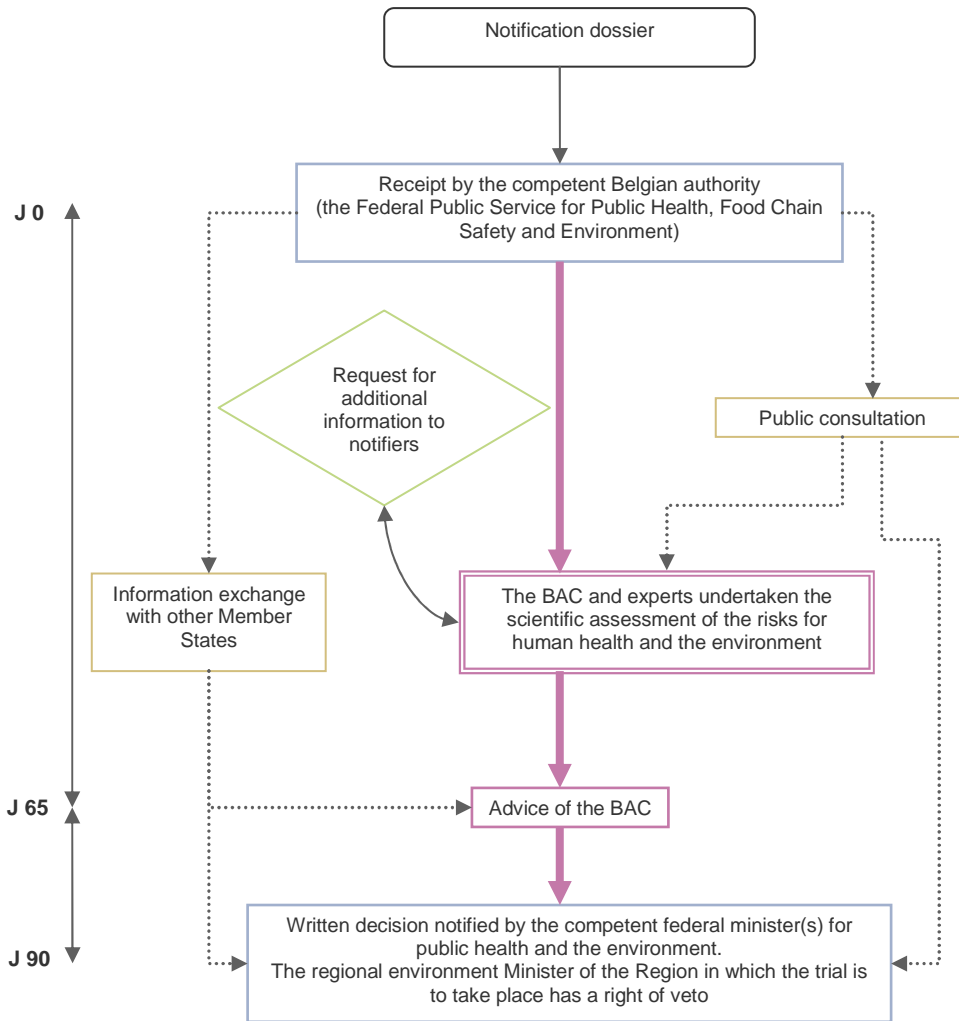 Notification dossier
Receipt by the competent Belgian authority
(the Federal Public Service for Public Health, Food Chain
Safety and Environment)
J 0
Request for
additional
information to
notifiers
Public consultation
Information exchange
with other Member
States
The BAC and experts undertaken the
scientific assessment of the risks for
human health and the environment
J 65
Advice of the BAC
Written decision notified by the competent federal minister(s) for
public health and the environment.
The regional environment Minister of the Region in which the trial is
to take place has a right of veto
J 90